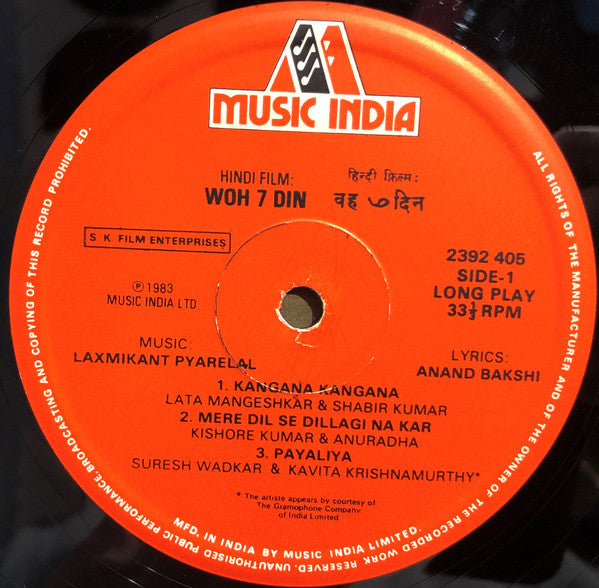 MUSIC INDIA
HINDI FILM: हिन्दी फ़िल्म:
WOH 7 DIN वह ७ दिन
S. K. FILM ENTERPRISES
2392 405
SIDE-1
LONG PLAY
33⅓ RPM
℗ 1983
MUSIC INDIA LTD
MUSIC:
LAXMIKANT PYARELAL
LYRICS:
ANAND BAKSHI
1. KANGANA KANGANA
LATA MANGESHKAR & SHABIR KUMAR
2. MERE DIL SE DILLAGI NA KAR
KISHORE KUMAR & ANURADHA
3. PAYALIYA
SURESH WADKAR & KAVITA KRISHNAMURTHY*
* The artiste appears by courtesy of
The Gramophone Company
of India Limited
MFD. IN INDIA BY MUSIC INDIA LIMITED.
ALL RIGHTS OF THE MANUFACTURER AND OF THE OWNER OF THE RECORDED WORK RESERVED. UNAUTHORISED PUBLIC PERFORMANCE, BROADCASTING AND COPYING OF THIS RECORD PROHIBITED.